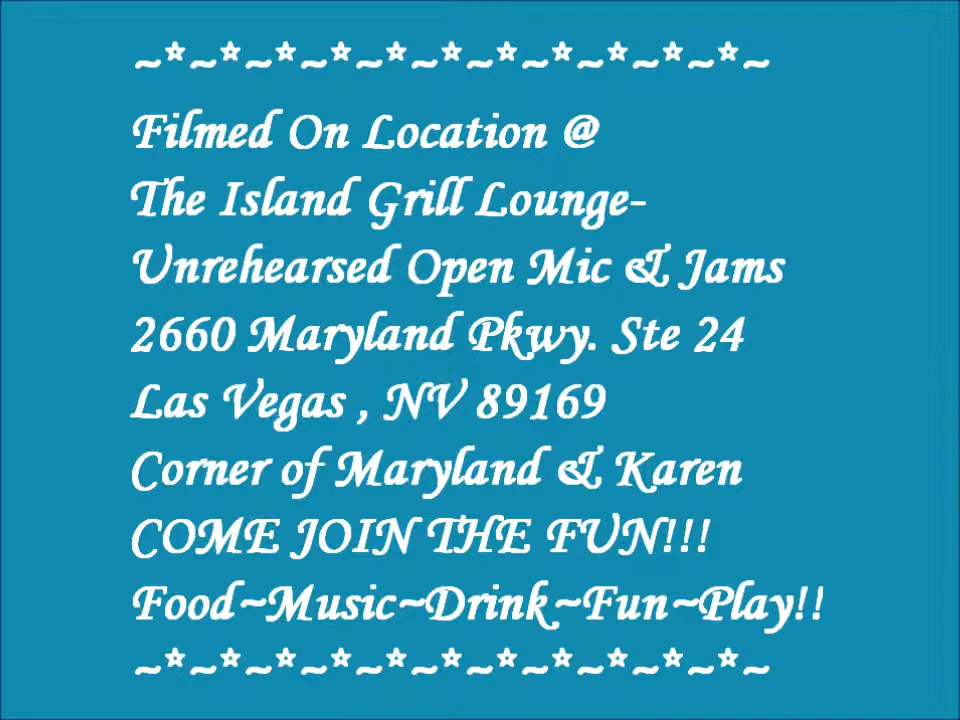 ~*~*~*~*~*~*~*~*~*~*~*~
Filmed On Location @
The Island Grill Lounge-
Unrehearsed Open Mic & Jams
2660 Maryland Pkwy. Ste 24
Las Vegas , NV 89169
Corner of Maryland & Karen
COME JOIN THE FUN!!!
Food~Music~Drink~Fun~Play!!
~*~*~*~*~*~*~*~*~*~*~*~